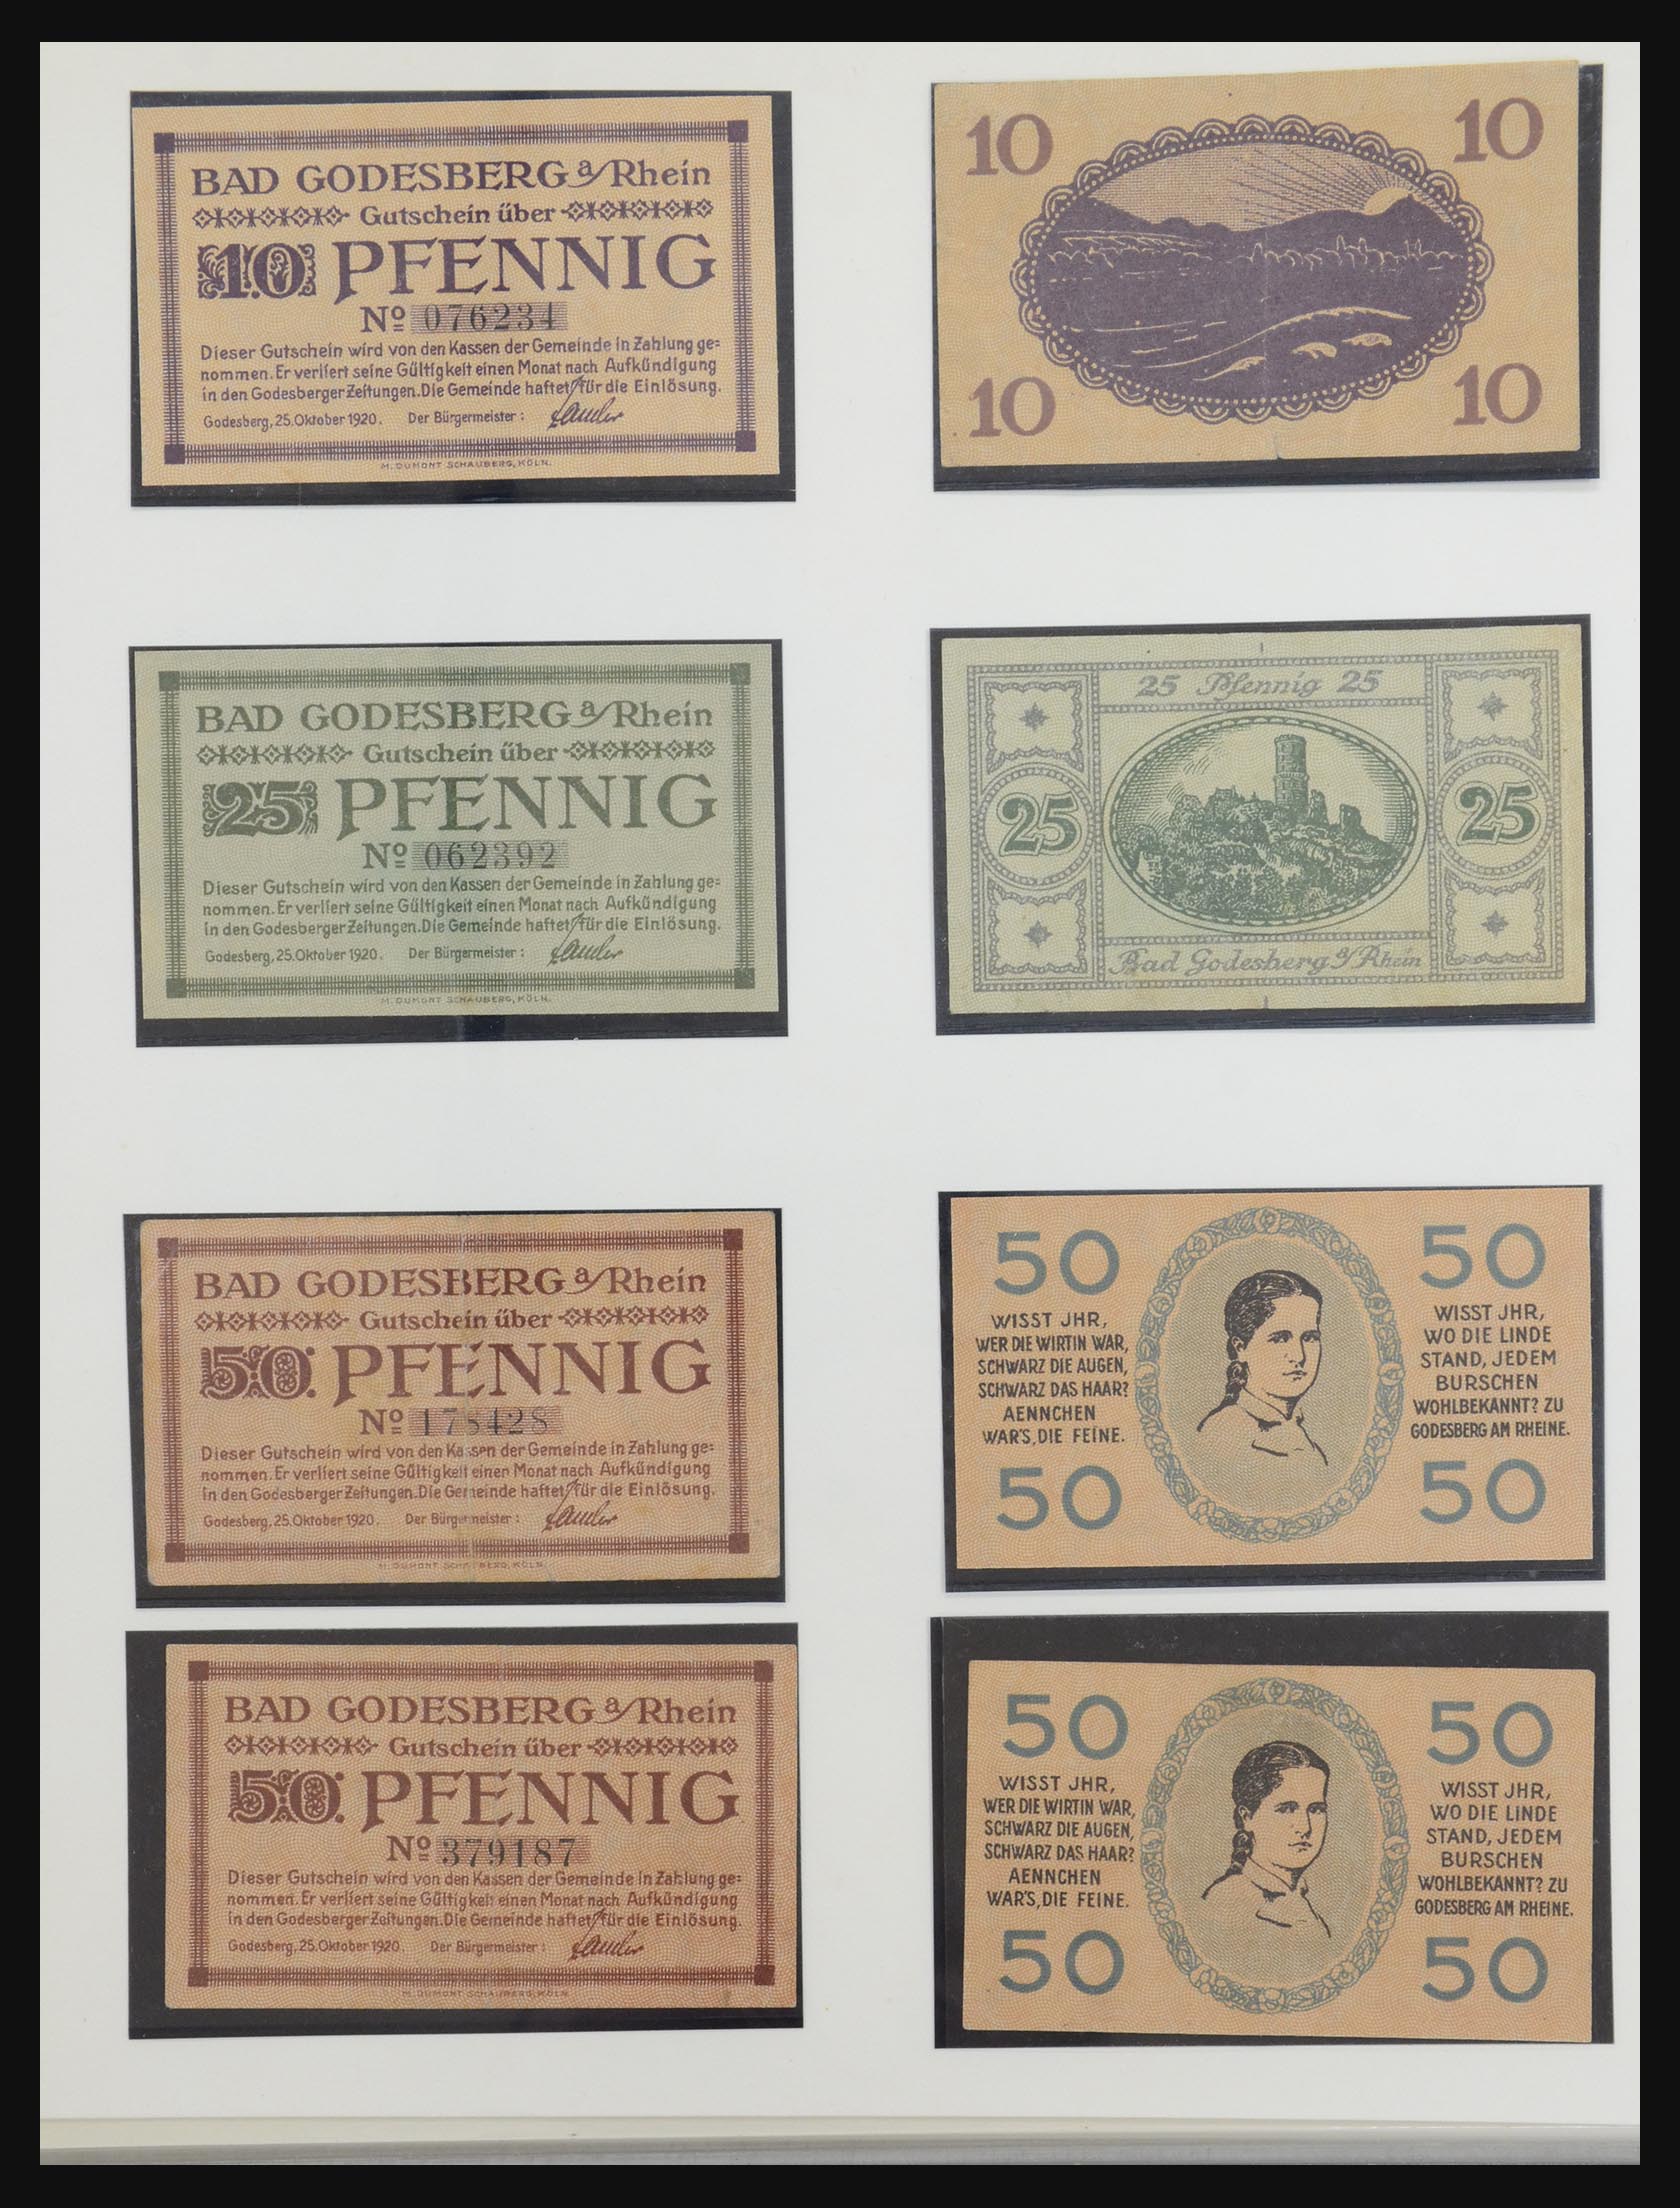 BAD GODESBERG a/Rhein
Gutschein über
10 PFENNIG
No 076234
Dieser Gutschein wird von den Kassen der Gemeinde in Zahlung ge=
nommen. Er verliert seine Gültigkeit einen Monat nach Aufkündigung
in den Godesberger Zeitungen. Die Gemeinde haftet für die Einlösung.
Godesberg, 25. Oktober 1920. Der Bürgermeister:
M. DUMONT SCHAUBERG, KÖLN.
10 10
10 10
BAD GODESBERG a/Rhein
Gutschein über
25 PFENNIG
No 062392
Dieser Gutschein wird von den Kassen der Gemeinde in Zahlung ge=
nommen. Er verliert seine Gültigkeit einen Monat nach Aufkündigung
in den Godesberger Zeitungen. Die Gemeinde haftet für die Einlösung.
Godesberg, 25. Oktober 1920. Der Bürgermeister:
M. DUMONT SCHAUBERG, KÖLN.
25 Pfennig 25
25 25
Bad Godesberg a/Rhein
BAD GODESBERG a/Rhein
Gutschein über
50 PFENNIG
No 178428
Dieser Gutschein wird von den Kassen der Gemeinde in Zahlung ge=
nommen. Er verliert seine Gültigkeit einen Monat nach Aufkündigung
in den Godesberger Zeitungen. Die Gemeinde haftet für die Einlösung.
Godesberg, 25. Oktober 1920. Der Bürgermeister:
M. DUMONT SCHAUBERG, KÖLN.
50
WISST JHR,
WER DIE WIRTIN WAR,
SCHWARZ DIE AUGEN,
SCHWARZ DAS HAAR?
AENNCHEN
WAR'S, DIE FEINE.
50
50
WISST JHR,
WO DIE LINDE
STAND, JEDEM
BURSCHEN
WOHLBEKANNT? ZU
GODESBERG AM RHEINE.
50
BAD GODESBERG a/Rhein
Gutschein über
50 PFENNIG
No 379187
Dieser Gutschein wird von den Kassen der Gemeinde in Zahlung ge=
nommen. Er verliert seine Gültigkeit einen Monat nach Aufkündigung
in den Godesberger Zeitungen. Die Gemeinde haftet für die Einlösung.
Godesberg, 25. Oktober 1920. Der Bürgermeister:
M. DUMONT SCHAUBERG, KÖLN.
50
WISST JHR,
WER DIE WIRTIN WAR,
SCHWARZ DIE AUGEN,
SCHWARZ DAS HAAR?
AENNCHEN
WAR'S, DIE FEINE.
50
50
WISST JHR,
WO DIE LINDE
STAND, JEDEM
BURSCHEN
WOHLBEKANNT? ZU
GODESBERG AM RHEINE.
50